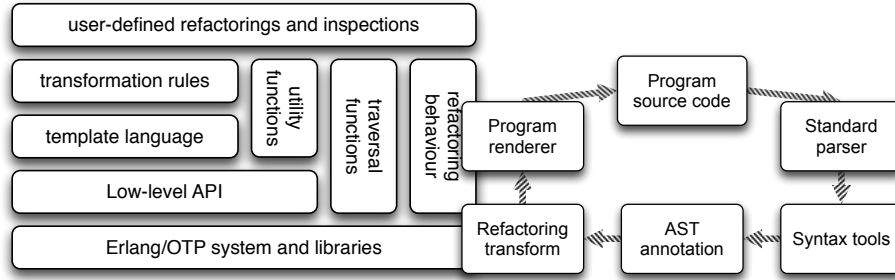 user-defined refactorings and inspections
transformation rules
template language
Low-level API
utility
functions
traversal
functions
refactoring
behaviour
Erlang/OTP system and libraries
Program
source code
Standard
parser
Syntax tools
AST
annotation
Refactoring
transform
Program
renderer